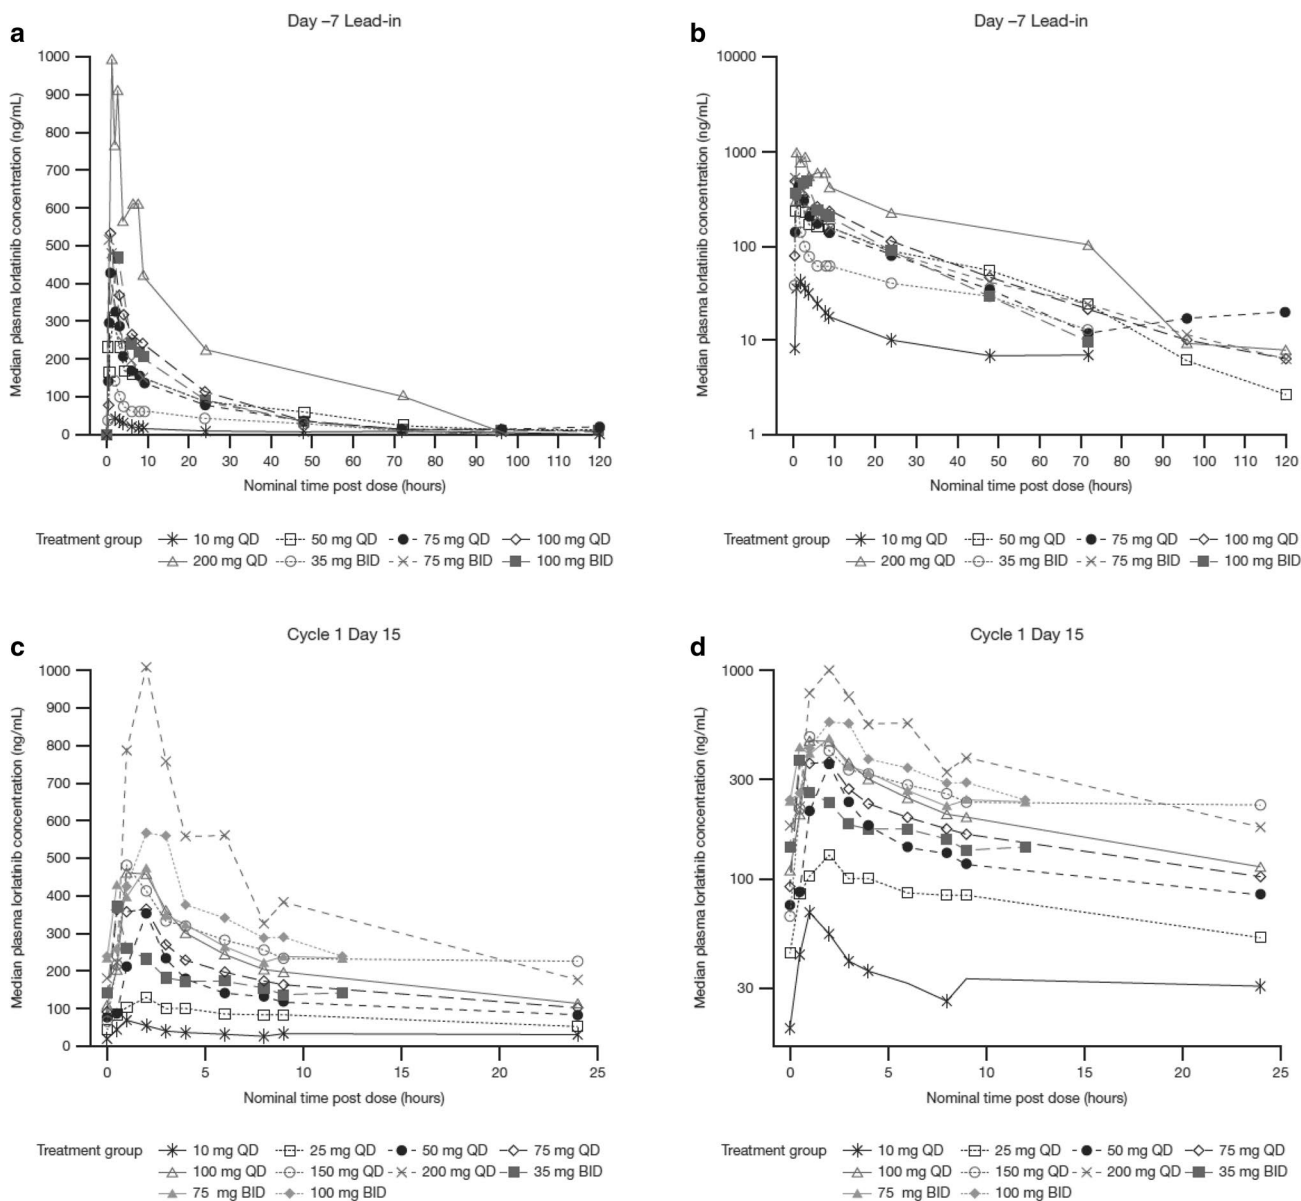 a
Day –7 Lead-in
Median plasma lorlatinib concentration (ng/mL)
1000
900
800
700
600
500
400
300
200
100
0
0 10 20 30 40 50 60 70 80 90 100 110 120
Nominal time post dose (hours)
Treatment group 10 mg QD 50 mg QD 75 mg QD 100 mg QD
200 mg QD 35 mg BID 75 mg BID 100 mg BID
b
Day –7 Lead-in
Median plasma lorlatinib concentration (ng/mL)
10000
1000
100
10
1
0 10 20 30 40 50 60 70 80 90 100 110 120
Nominal time post dose (hours)
Treatment group 10 mg QD 50 mg QD 75 mg QD 100 mg QD
200 mg QD 35 mg BID 75 mg BID 100 mg BID
c
Cycle 1 Day 15
Median plasma lorlatinib concentration (ng/mL)
1000
900
800
700
600
500
400
300
200
100
0
0 5 10 15 20 25
Nominal time post dose (hours)
Treatment group 10 mg QD 25 mg QD 50 mg QD 75 mg QD
100 mg QD 150 mg QD 200 mg QD 35 mg BID
75 mg BID 100 mg BID
d
Cycle 1 Day 15
Median plasma lorlatinib concentration (ng/mL)
1000
300
100
30
0 5 10 15 20 25
Nominal time post dose (hours)
Treatment group 10 mg QD 25 mg QD 50 mg QD 75 mg QD
100 mg QD 150 mg QD 200 mg QD 35 mg BID
75 mg BID 100 mg BID